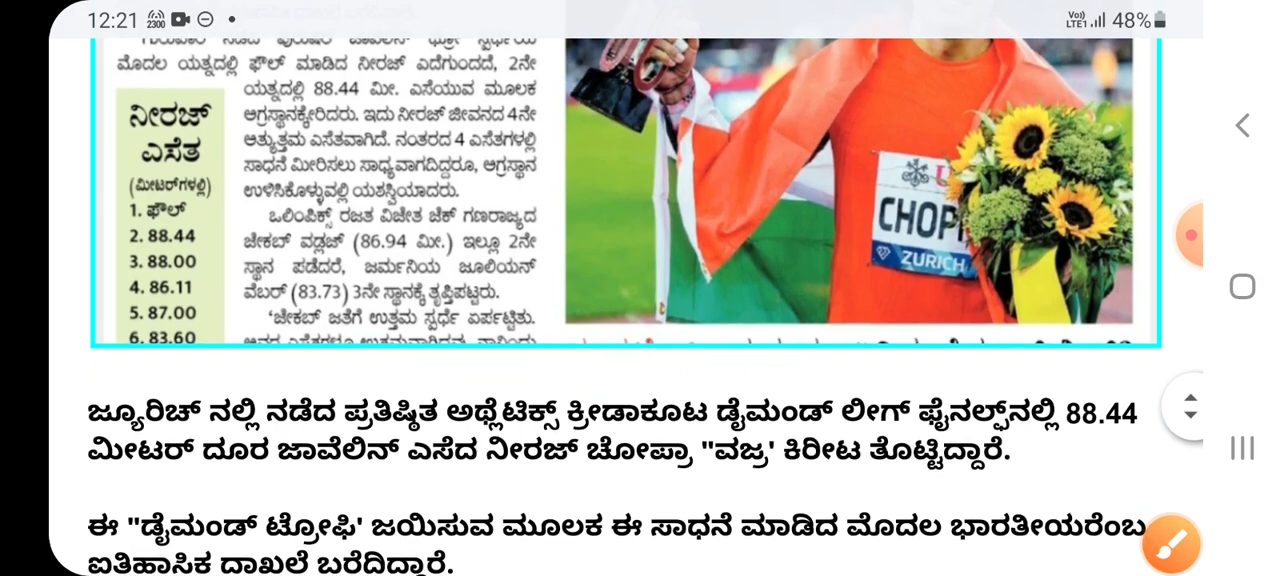 12:21 2300 LTE1 48%
ಮೊದಲ ಯತ್ನದಲ್ಲಿ ಫೌಲ್ ಮಾಡಿದ ನೀರಜ್ ಎದೆಗುಂದದೆ, 2ನೇ
ಯತ್ನದಲ್ಲಿ 88.44 ಮೀ. ಎಸೆಯುವ ಮೂಲಕ
ಅಗ್ರಸ್ಥಾನಕ್ಕೇರಿದರು. ಇದು ನೀರಜ್ ಜೀವನದ 4ನೇ
ಅತ್ಯುತ್ತಮ ಎಸೆತವಾಗಿದೆ. ನಂತರದ 4 ಎಸೆತಗಳಲ್ಲಿ
ಸಾಧನೆ ಮೀರಿಸಲು ಸಾಧ್ಯವಾಗದಿದ್ದರೂ, ಅಗ್ರಸ್ಥಾನ
ಉಳಿಸಿಕೊಳ್ಳುವಲ್ಲಿ ಯಶಸ್ವಿಯಾದರು.
ಒಲಿಂಪಿಕ್ಸ್ ರಜತ ವಿಜೇತ ಜೆಕ್ ಗಣರಾಜ್ಯದ
ಜೇಕಬ್ ವಡ್ಲಜ್ (86.94 ಮೀ.) ಇಲ್ಲೂ 2ನೇ
ಸ್ಥಾನ ಪಡೆದರೆ, ಜರ್ಮನಿಯ ಜೂಲಿಯನ್
ವೆಬರ್ (83.73) 3ನೇ ಸ್ಥಾನಕ್ಕೆ ತೃಪ್ತಿಪಟ್ಟರು.
'ಜೇಕಬ್ ಜತೆಗೆ ಉತ್ತಮ ಸ್ಪರ್ಧೆ ಏರ್ಪಟ್ಟಿತು.
ನೀರಜ್
ಎಸೆತ
(ಮೀಟರ್‌ಗಳಲ್ಲಿ)
1. ಫೌಲ್
2. 88.44
3. 88.00
4. 86.11
5. 87.00
6. 83.60
CHOP
ZURICH
ಜ್ಯೂರಿಚ್ ನಲ್ಲಿ ನಡೆದ ಪ್ರತಿಷ್ಠಿತ ಅಥ್ಲೆಟಿಕ್ಸ್ ಕ್ರೀಡಾಕೂಟ ಡೈಮಂಡ್ ಲೀಗ್ ಫೈನಲ್ಸ್‌ನಲ್ಲಿ 88.44
ಮೀಟರ್ ದೂರ ಜಾವೆಲಿನ್ ಎಸೆದ ನೀರಜ್ ಚೋಪ್ರಾ "ವಜ್ರ' ಕಿರೀಟ ತೊಟ್ಟಿದ್ದಾರೆ.
ಈ "ಡೈಮಂಡ್ ಟ್ರೋಫಿ' ಜಯಿಸುವ ಮೂಲಕ ಈ ಸಾಧನೆ ಮಾಡಿದ ಮೊದಲ ಭಾರತೀಯರೆಂಬ
ಐತಿಹಾಸಿಕ ದಾಖಲೆ ಬರೆದಿದ್ದಾರೆ.